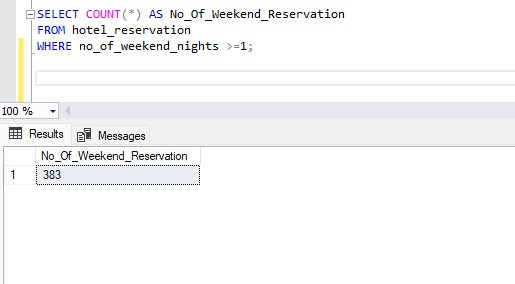 SELECT COUNT(*) AS No_Of_Weekend_Reservation
FROM hotel_reservation
WHERE no_of_weekend_nights >=1;
100 %
Results Messages
No_Of_Weekend_Reservation
1 383